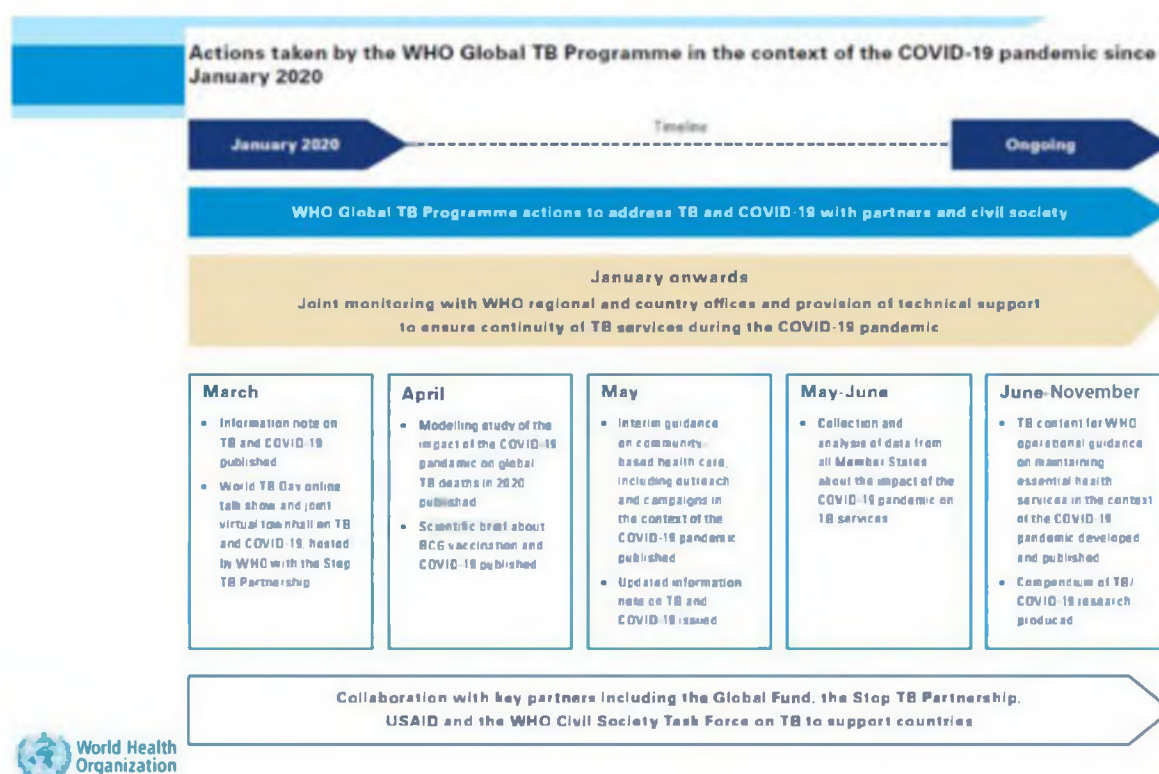 Actions taken by the WHO Global TB Programme in the context of the COVID-19 pandemic since
January 2020
Timeline
January 2020
Ongoing
WHO Global TB Programme actions to address TB and COVID-19 with partners and civil society
January onwards
Joint monitoring with WHO regional and country offices and provision of technical support
to ensure continuity of TB services during the COVID-19 pandemic
March
• Information note on
TB and COVID-19
published
• World TB Day online
talk show and joint
virtual townhall on TB
and COVID-19, hosted
by WHO with the Stop
TB Partnership
April
• Modelling study of the
impact of the COVID-19
pandamic on global
TB deaths in 2020
published
• Scientific brief about
BCG vaccination and
COVID-19 published
May
• Interim guidance
on community-
based health care,
including outreach
and campaigns in
the context of the
COVID-19 pandemic
published
• Updated information
note on TB and
COVID-19 issued
May-June
• Collection and
analysis of data from
all Member States
about the impact of the
COVID-19 pandemic on
TB services
June-November
• TB content for WHO
operational guidance
on maintaining
essential health
services in the context
of the COVID-19
pandemic developed
and published
• Compendium of TB/
COVID-19 research
produced
Collaboration with key partners including the Global Fund, the Stop TB Partnership,
USAID and the WHO Civil Society Task Force on TB to support countries
World Health
Organization